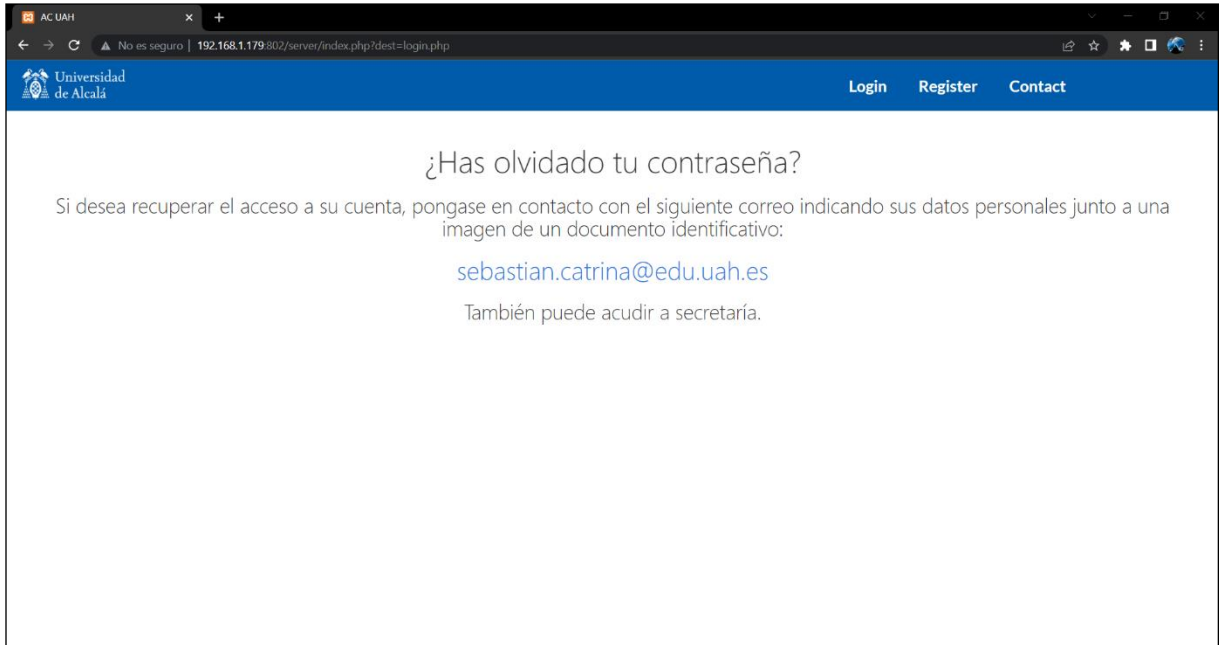 AC UAH
No es seguro | 192.168.1.179:802/server/index.php?dest=login.php
Universidad
de Alcalá
Login Register Contact
¿Has olvidado tu contraseña?
Si desea recuperar el acceso a su cuenta, pongase en contacto con el siguiente correo indicando sus datos personales junto a una
imagen de un documento identificativo:
sebastian.catrina@edu.uah.es
También puede acudir a secretaría.